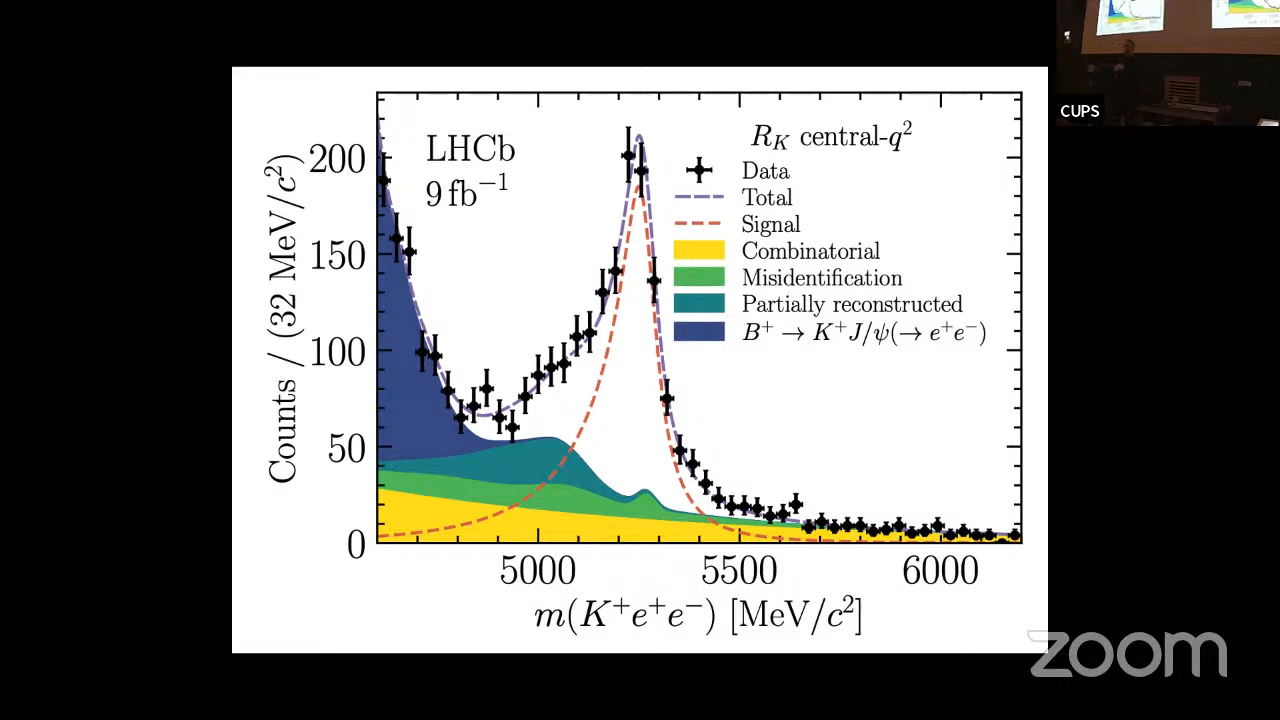 CUPS
LHCb
9 fb⁻¹
R_K central-q²
Data
Total
Signal
Combinatorial
Misidentification
Partially reconstructed
B⁺ → K⁺ J/ψ(→ e⁺e⁻)
Counts / (32 MeV/c²)
200
150
100
50
0
5000 5500 6000
m(K⁺e⁺e⁻) [MeV/c²]
zoom